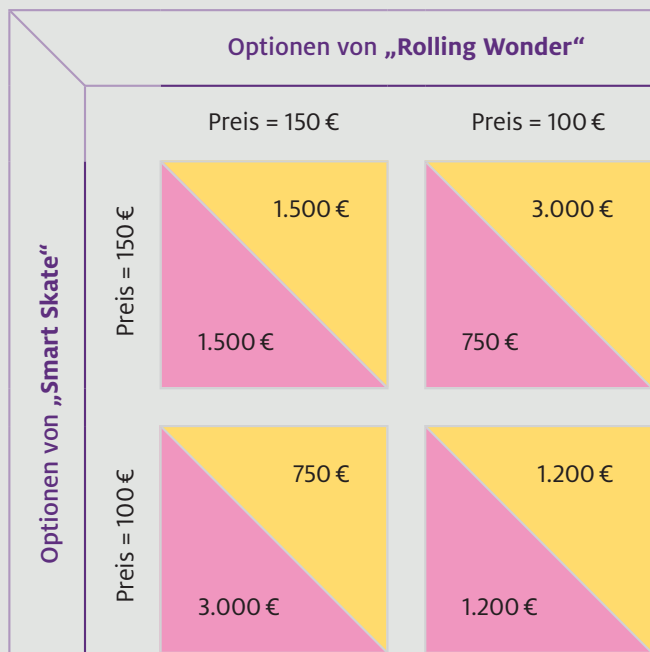 Optionen von „Rolling Wonder“
Preis = 150 €
Preis = 100 €
Optionen von „Smart Skate“
Preis = 150 €
1.500 €
1.500 €
3.000 €
750 €
Preis = 100 €
750 €
3.000 €
1.200 €
1.200 €